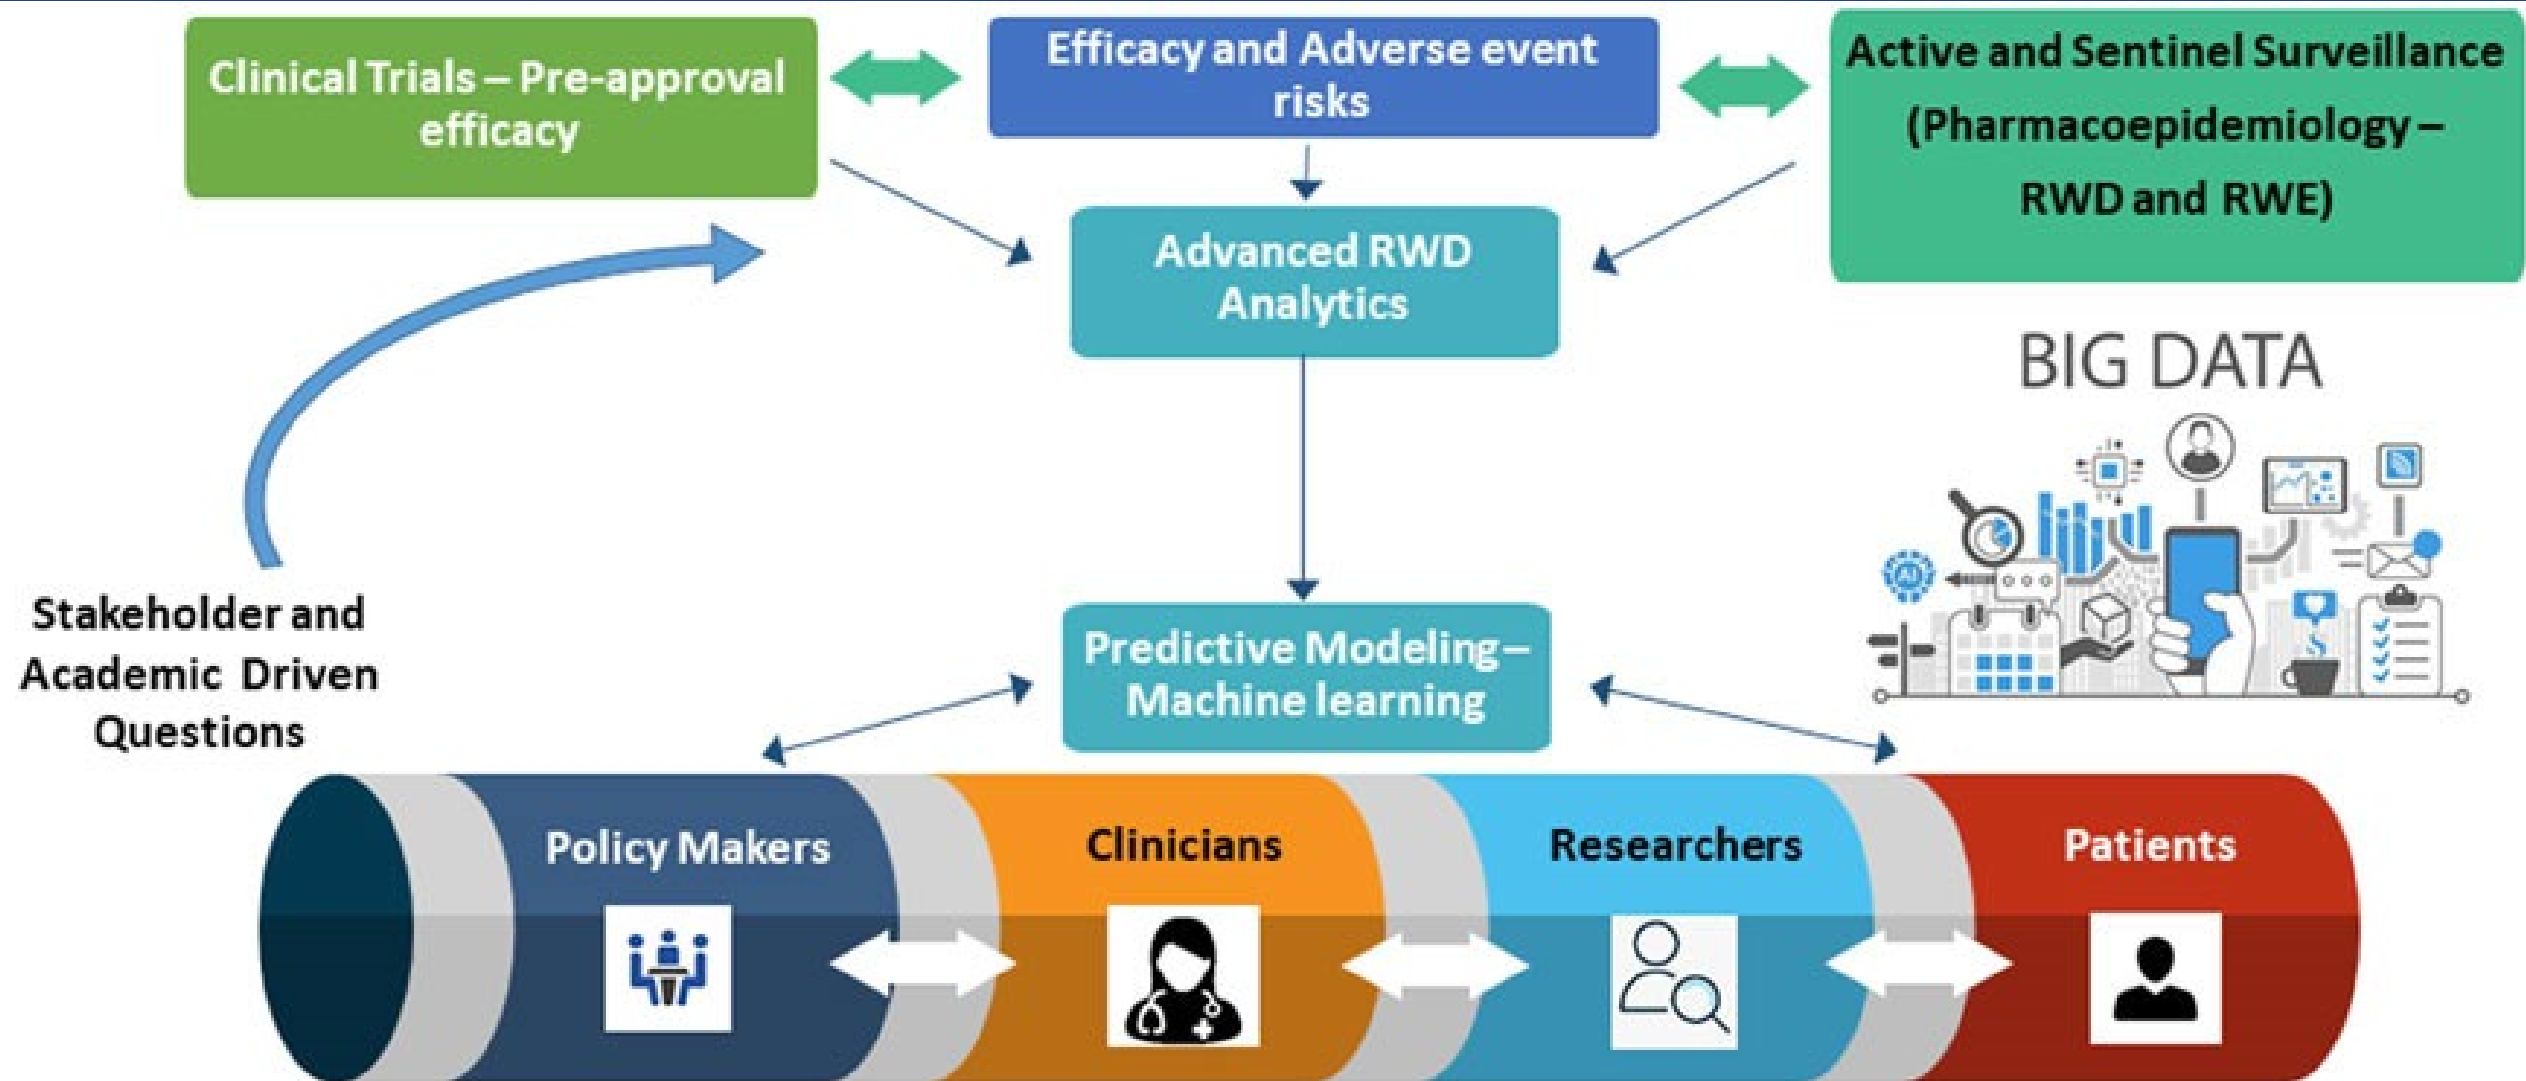 Clinical Trials – Pre-approval
efficacy
Efficacy and Adverse event
risks
Active and Sentinel Surveillance
(Pharmacoepidemiology –
RWD and RWE)
Advanced RWD
Analytics
BIG DATA
AI
Stakeholder and
Academic Driven
Questions
Predictive Modeling–
Machine learning
Policy Makers
Clinicians
Researchers
Patients